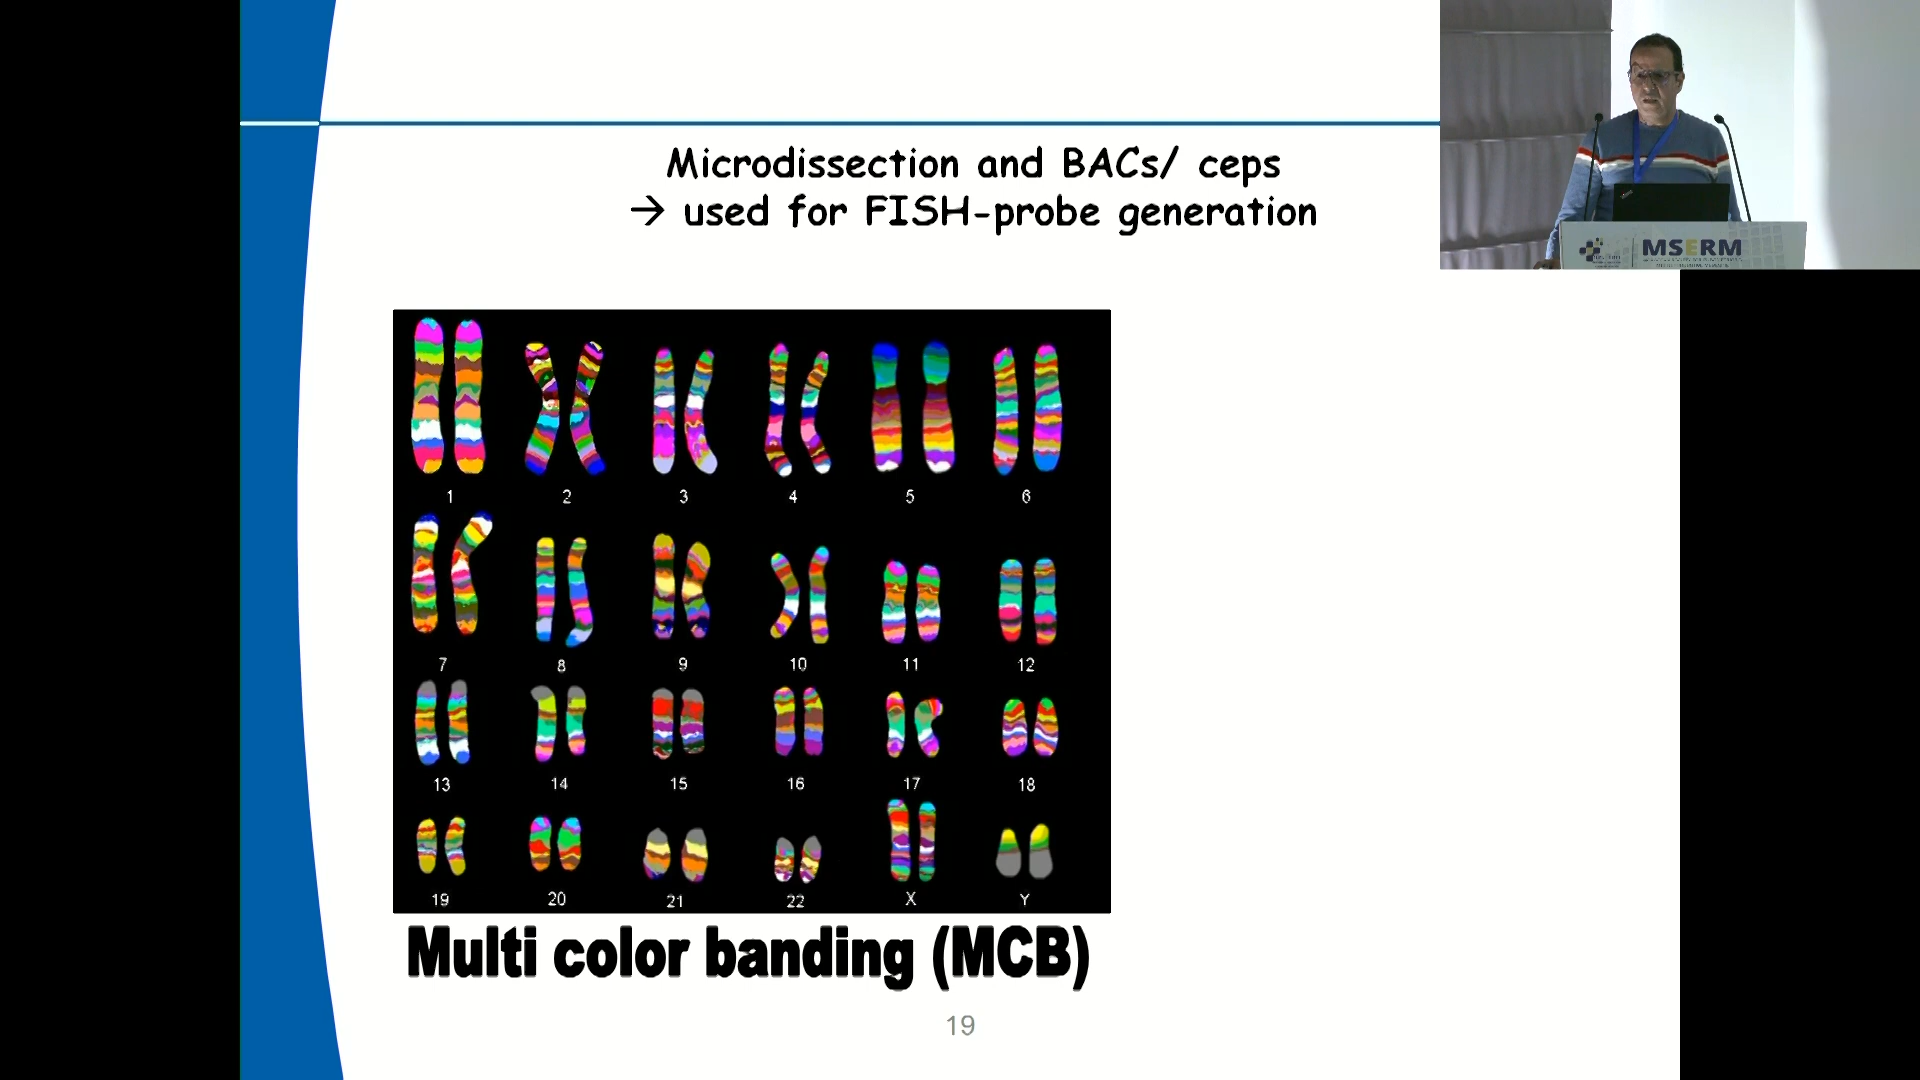 Microdissection and BACs/ ceps
→ used for FISH-probe generation
MSERM
1 2 3 4 5 6
7 8 9 10 11 12
13 14 15 16 17 18
19 20 21 22 X Y
Multi color banding (MCB)
19